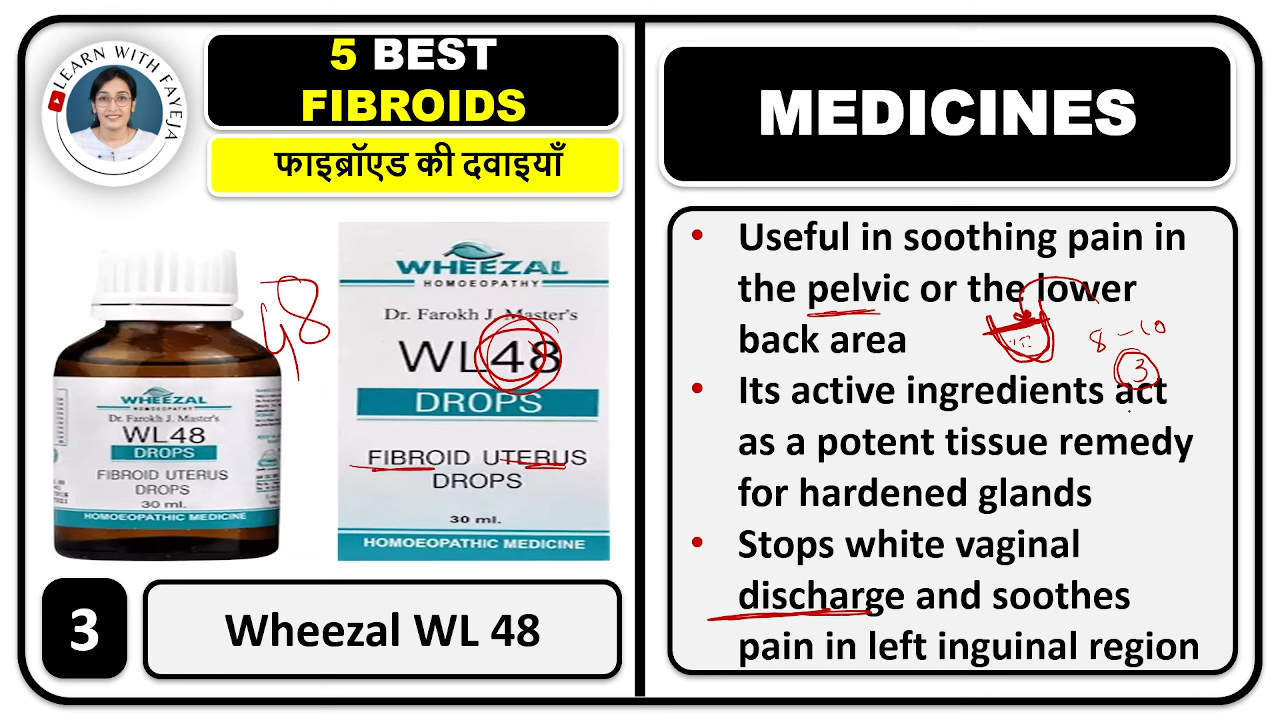 LEARN WITH FAYEJA
5 BEST
FIBROIDS
फाइब्रॉएड की दवाइयाँ
MEDICINES
WHEEZAL
HOMOEOPATHY
Dr. Farokh J. Master's
WL48
DROPS
FIBROID UTERUS
DROPS
30 ml.
HOMOEOPATHIC MEDICINE
48
WHEEZAL
HOMOEOPATHY
Dr. Farokh J. Master's
WL48
DROPS
FIBROID UTERUS
DROPS
30 ml.
HOMOEOPATHIC MEDICINE
3
Wheezal WL 48
• Useful in soothing pain in
the pelvic or the lower
back area
8 - 10
3
• Its active ingredients act
as a potent tissue remedy
for hardened glands
• Stops white vaginal
discharge and soothes
pain in left inguinal region